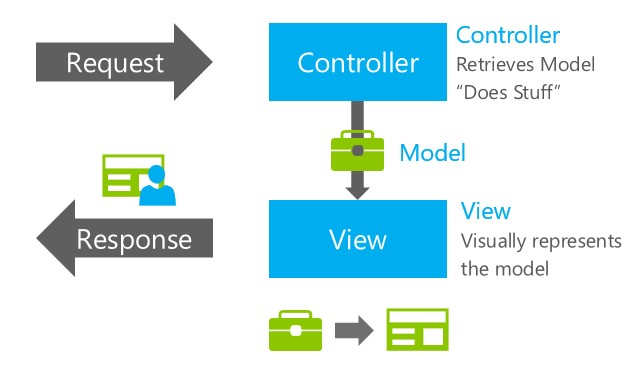 Request
Controller
Controller
Retrieves Model
“Does Stuff”
Model
Response
View
View
Visually represents
the model